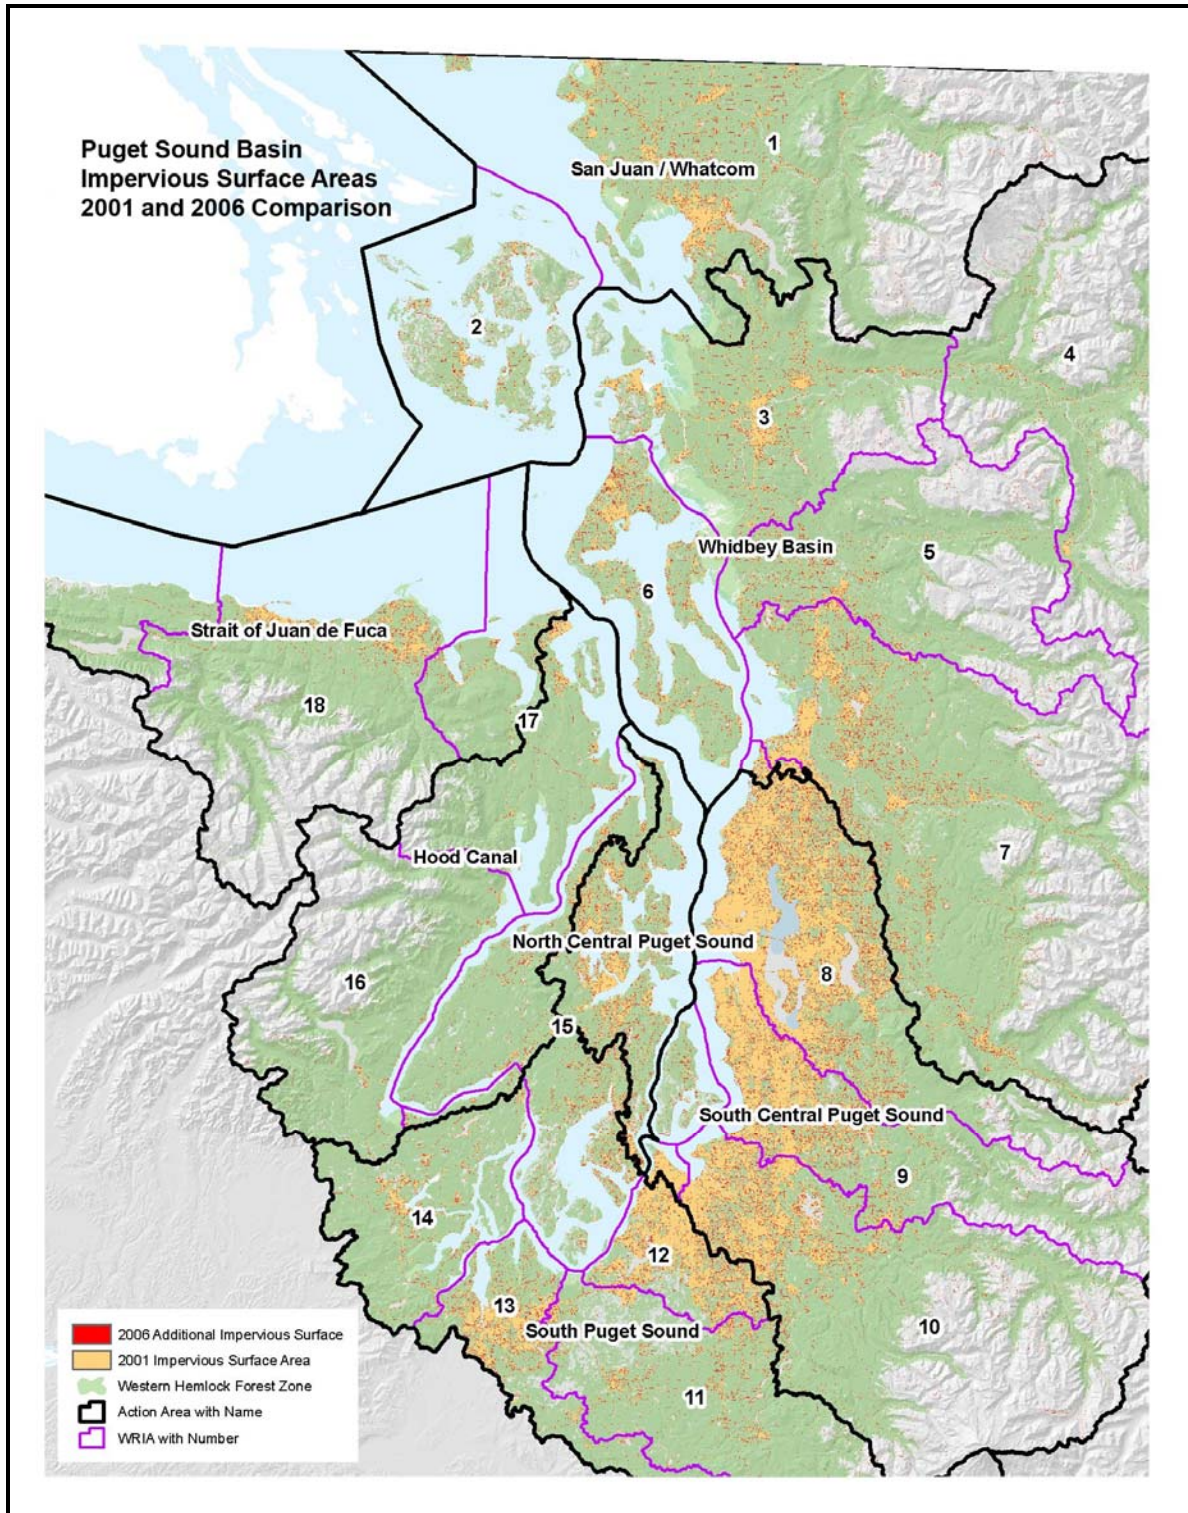 Puget Sound Basin
Impervious Surface Areas
2001 and 2006 Comparison
1
San Juan / Whatcom
2
4
3
Whidbey Basin
5
6
Strait of Juan de Fuca
18
17
7
Hood Canal
North Central Puget Sound
8
16
15
South Central Puget Sound
9
14
12
13
10
South Puget Sound
11
2006 Additional Impervious Surface
2001 Impervious Surface Area
Western Hemlock Forest Zone
Action Area with Name
WRIA with Number